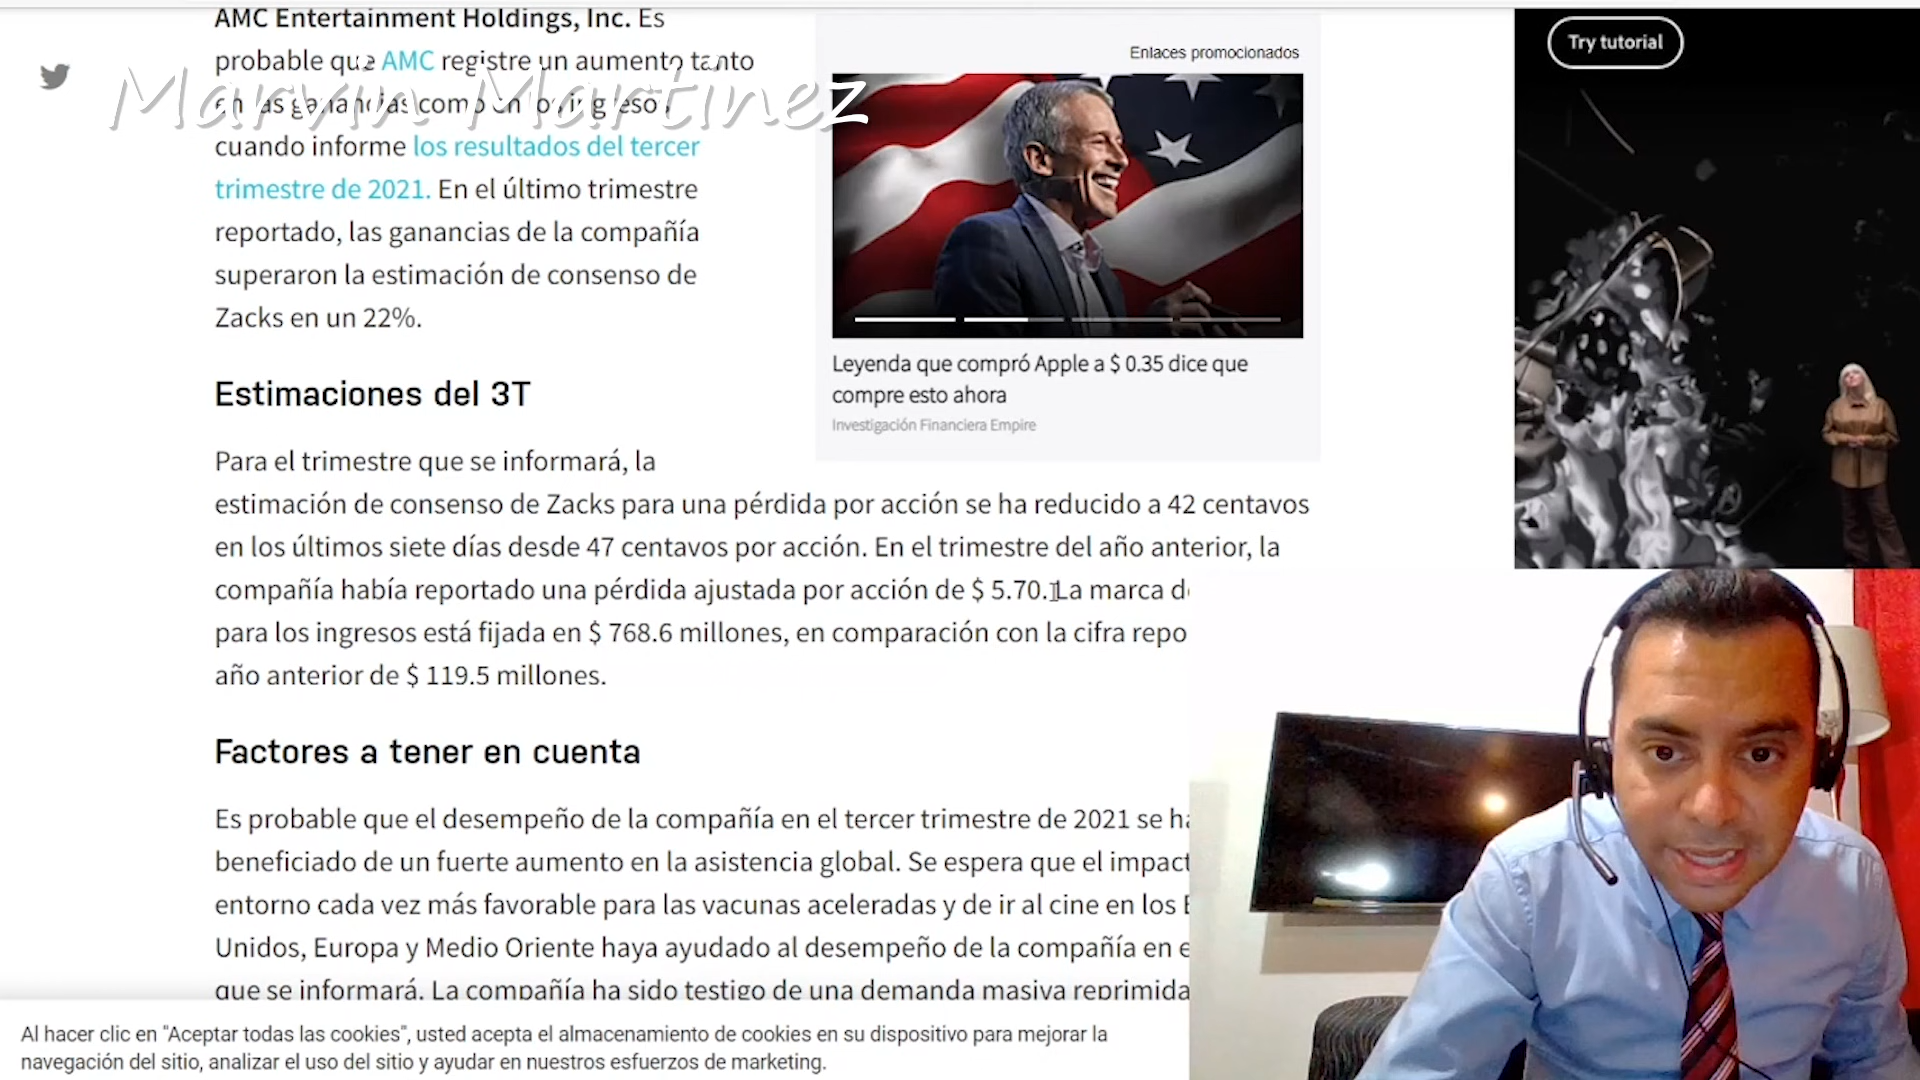 AMC Entertainment Holdings, Inc. Es
probable que AMC registre un aumento tanto
en las ganancias como en los ingresos
Marvin Martinez
cuando informe los resultados del tercer
trimestre de 2021. En el último trimestre
reportado, las ganancias de la compañía
superaron la estimación de consenso de
Zacks en un 22%.
Enlaces promocionados
Leyenda que compró Apple a $ 0.35 dice que
compre esto ahora
Investigación Financiera Empire
Try tutorial
Estimaciones del 3T
Para el trimestre que se informará, la
estimación de consenso de Zacks para una pérdida por acción se ha reducido a 42 centavos
en los últimos siete días desde 47 centavos por acción. En el trimestre del año anterior, la
compañía había reportado una pérdida ajustada por acción de $ 5.70. La marca de
para los ingresos está fijada en $ 768.6 millones, en comparación con la cifra repo
año anterior de $ 119.5 millones.
Factores a tener en cuenta
Es probable que el desempeño de la compañía en el tercer trimestre de 2021 se ha
beneficiado de un fuerte aumento en la asistencia global. Se espera que el impact
entorno cada vez más favorable para las vacunas aceleradas y de ir al cine en los E
Unidos, Europa y Medio Oriente haya ayudado al desempeño de la compañía en e
que se informará. La compañía ha sido testigo de una demanda masiva reprimida
Al hacer clic en "Aceptar todas las cookies", usted acepta el almacenamiento de cookies en su dispositivo para mejorar la
navegación del sitio, analizar el uso del sitio y ayudar en nuestros esfuerzos de marketing.